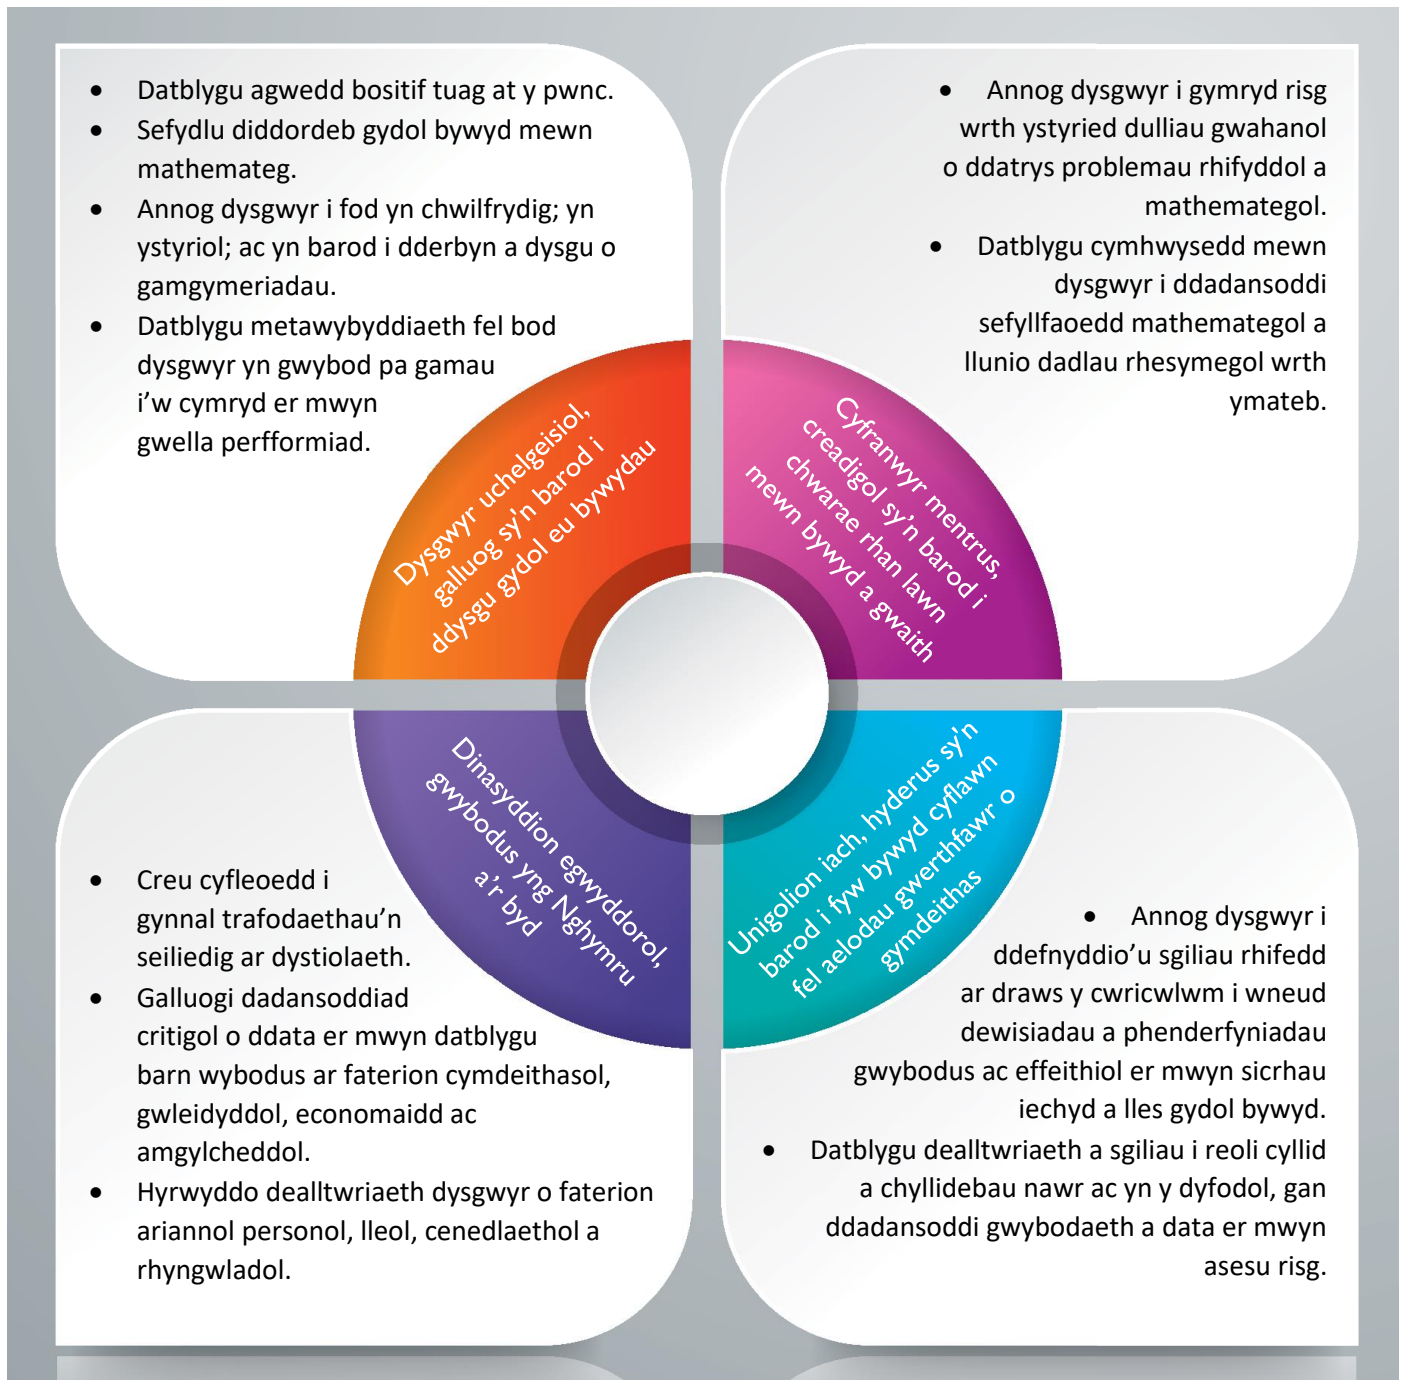 • Datblygu agwedd bositif tuag at y pwnc.
• Sefydlu diddordeb gydol bywyd mewn
mathemateg.
• Annog dysgwyr i fod yn chwilfrydig; yn
ystyriol; ac yn barod i dderbyn a dysgu o
gamgymeriadau.
• Datblygu metawybyddiaeth fel bod
dysgwyr yn gwybod pa gamau
i’w cymryd er mwyn
gwella perfformiad.
Dysgwyr uchelgeisiol,
galluog sy'n barod i
ddysgu gydol eu bywydau
• Annog dysgwyr i gymryd risg
wrth ystyried dulliau gwahanol
o ddatrys problemau rhifyddol a
mathemategol.
• Datblygu cymhwysedd mewn
dysgwyr i ddadansoddi
sefyllfaoedd mathemategol a
llunio dadlau rhesymegol wrth
ymateb.
Cyfranwyr mentrus,
creadigol sy'n barod i
chwarae rhan lawn
mewn bywyd a gwaith
Dinasyddion egwyddorol,
gwybodus yng Nghymru
a'r byd
• Creu cyfleoedd i
gynnal trafodaethau’n
seiliedig ar dystiolaeth.
• Galluogi dadansoddiad
critigol o ddata er mwyn datblygu
barn wybodus ar faterion cymdeithasol,
gwleidyddol, economaidd ac
amgylcheddol.
• Hyrwyddo dealltwriaeth dysgwyr o faterion
ariannol personol, lleol, cenedlaethol a
rhyngwladol.
Unigolion iach, hyderus sy'n
barod i fyw bywyd cyflawn
fel aelodau gwerthfawr o
gymdeithas
• Annog dysgwyr i
ddefnyddio’u sgiliau rhifedd
ar draws y cwricwlwm i wneud
dewisiadau a phenderfyniadau
gwybodus ac effeithiol er mwyn sicrhau
iechyd a lles gydol bywyd.
• Datblygu dealltwriaeth a sgiliau i reoli cyllid
a chyllidebau nawr ac yn y dyfodol, gan
ddadansoddi gwybodaeth a data er mwyn
asesu risg.